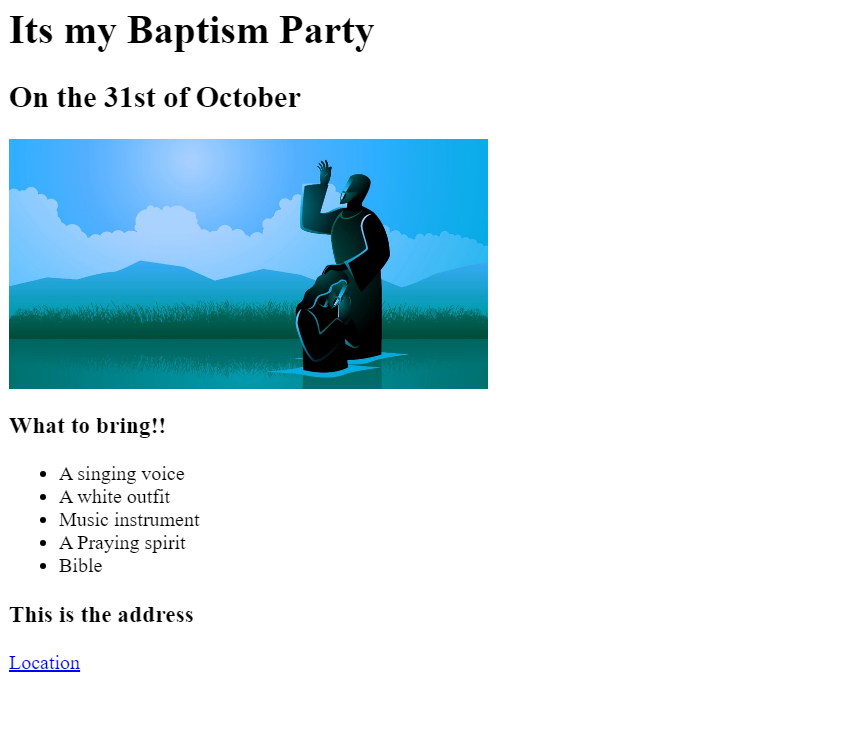 Its my Baptism Party
On the 31st of October
What to bring!!
A singing voice
A white outfit
Music instrument
A Praying spirit
Bible
This is the address
Location